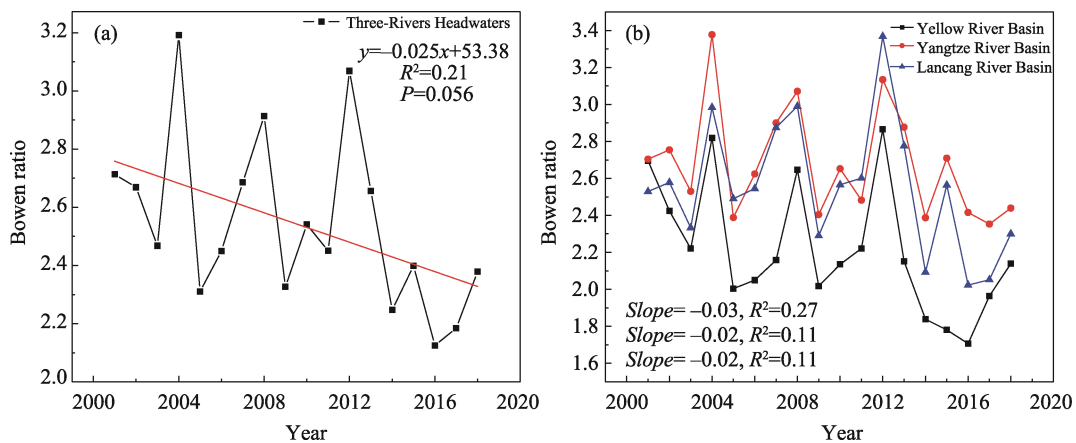 (a)
Three-Rivers Headwaters
y=–0.025x+53.38
R²=0.21
P=0.056
3.2
3.0
2.8
2.6
2.4
2.2
2.0
Bowen ratio
2000 2004 2008 2012 2016 2020
Year
(b)
Yellow River Basin
Yangtze River Basin
Lancang River Basin
3.4
3.2
3.0
2.8
2.6
2.4
2.2
2.0
1.8
1.6
Bowen ratio
Slope= –0.03, R²=0.27
Slope= –0.02, R²=0.11
Slope= –0.02, R²=0.11
2000 2004 2008 2012 2016 2020
Year